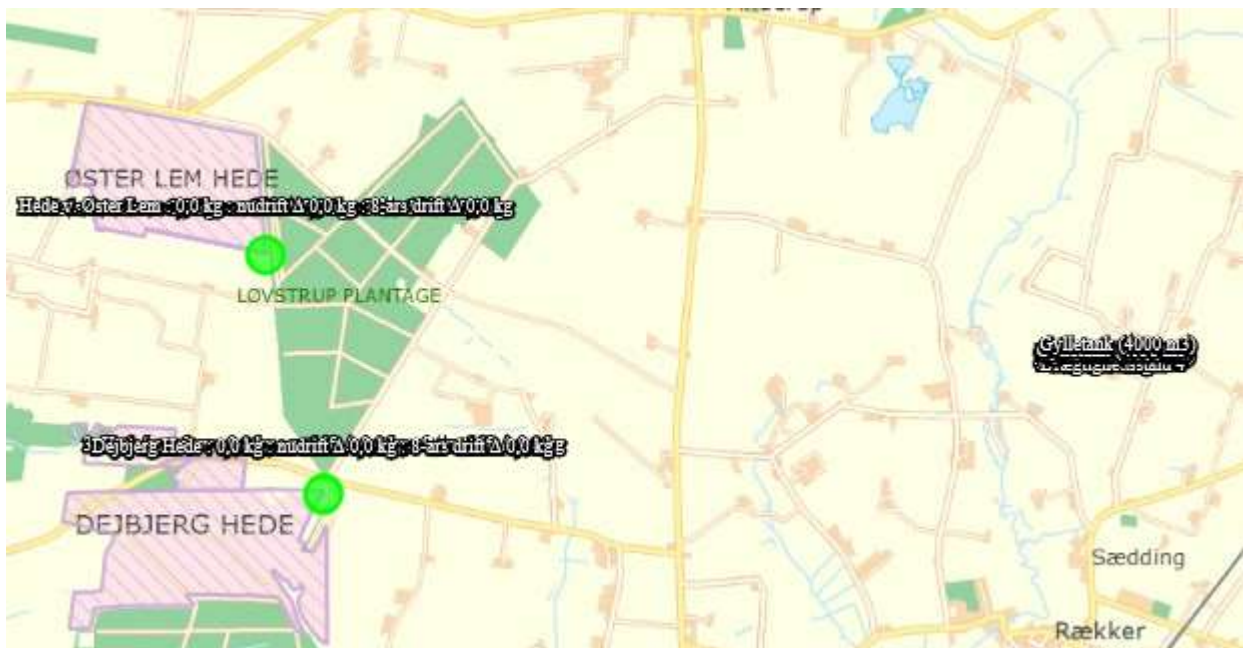 ØSTER LEM HEDE
Hede v. Øster Lem : 0,0 kg - nudrift Δ 0,0 kg - 8-års drift Δ 0,0 kg
LØVSTRUP PLANTAGE
Gylletank (4000 m3)
Dejbjerg Hede : 0,0 kg - nudrift Δ 0,0 kg - 8-års drift Δ 0,0 kg
DEJBJERG HEDE
Sædding
Rækker